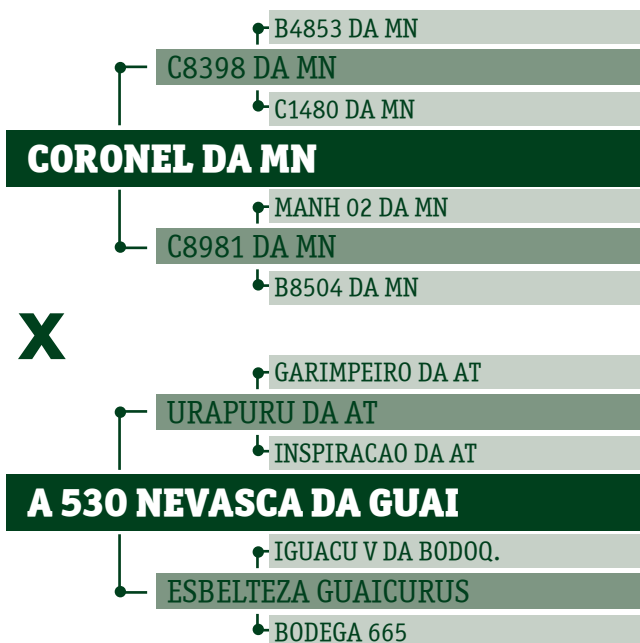 B4853 DA MN
C8398 DA MN
C1480 DA MN
CORONEL DA MN
MANH 02 DA MN
C8981 DA MN
B8504 DA MN
X
GARIMPEIRO DA AT
URAPURU DA AT
INSPIRACAO DA AT
A 530 NEVASCA DA GUAI
IGUACU V DA BODOQ.
ESBELTEZA GUAICURUS
BODEGA 665